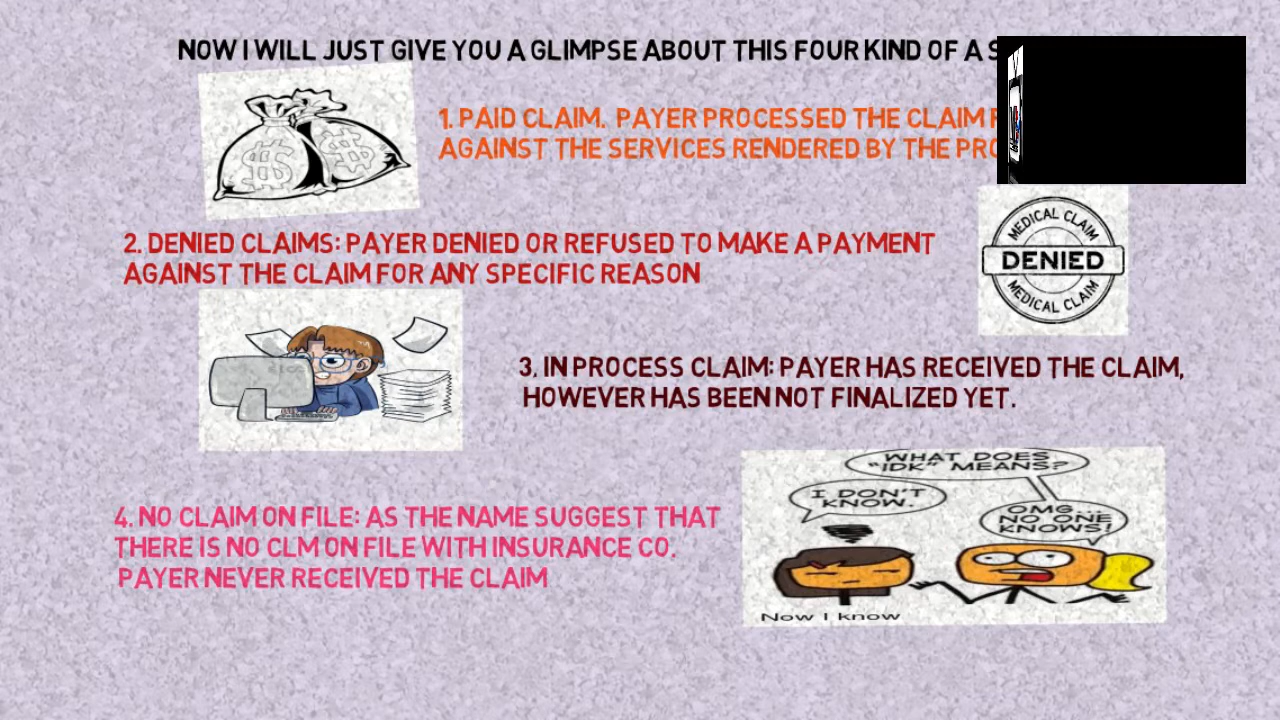 NOW I WILL JUST GIVE YOU A GLIMPSE ABOUT THIS FOUR KIND OF A
1. PAID CLAIM. PAYER PROCESSED THE CLAIM
AGAINST THE SERVICES RENDERED BY THE
2. DENIED CLAIMS: PAYER DENIED OR REFUSED TO MAKE A PAYMENT
AGAINST THE CLAIM FOR ANY SPECIFIC REASON
MEDICAL CLAIM
DENIED
MEDICAL CLAIM
3. IN PROCESS CLAIM: PAYER HAS RECEIVED THE CLAIM,
HOWEVER HAS BEEN NOT FINALIZED YET.
4. NO CLAIM ON FILE: AS THE NAME SUGGEST THAT
THERE IS NO CLM ON FILE WITH INSURANCE CO.
PAYER NEVER RECEIVED THE CLAIM
WHAT DOES
"IDK" MEANS?
I DON'T
KNOW.
OMG...
NO ONE
KNOWS!
Now I know